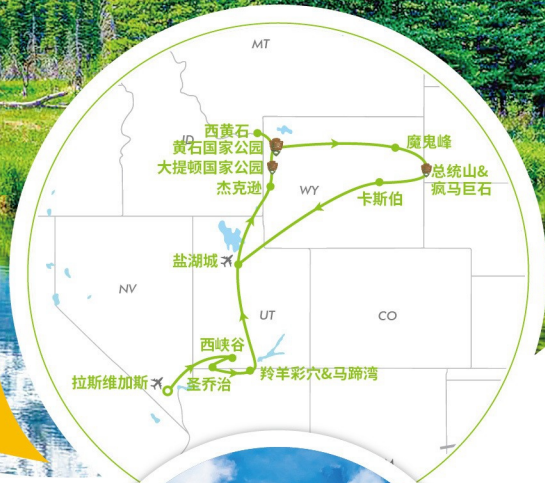 MT
ID
西黄石
黄石国家公园
大提顿国家公园
杰克逊
WY
魔鬼峰
总统山&
疯马巨石
卡斯伯
盐湖城
NV
UT
CO
西峡谷
拉斯维加斯
圣乔治
羚羊彩穴&马蹄湾